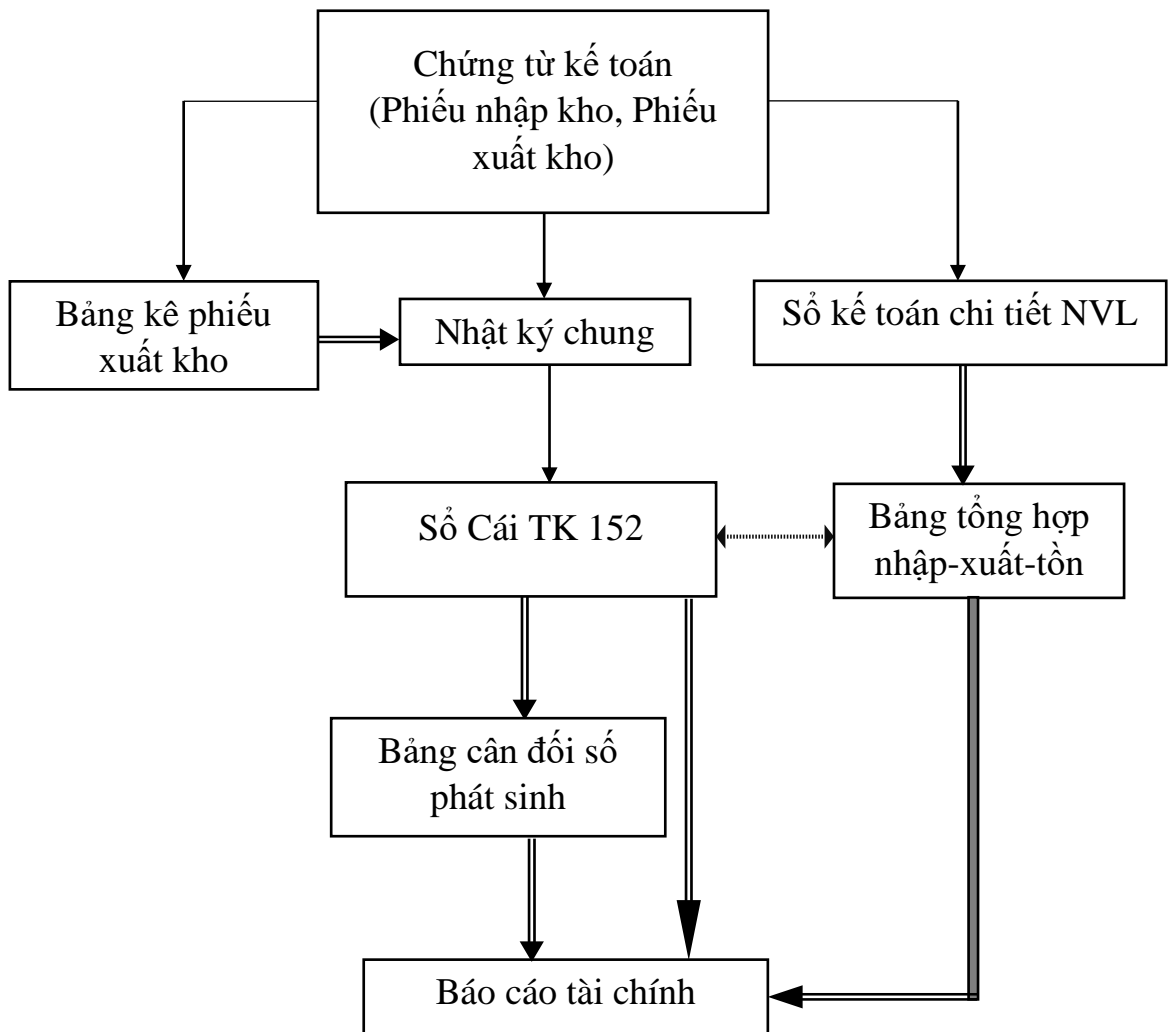 Chứng từ kế toán
(Phiếu nhập kho, Phiếu
xuất kho)
Bảng kê phiếu
xuất kho
Nhật ký chung
Sổ kế toán chi tiết NVL
Sổ Cái TK 152
Bảng tổng hợp
nhập-xuất-tồn
Bảng cân đối số
phát sinh
Báo cáo tài chính